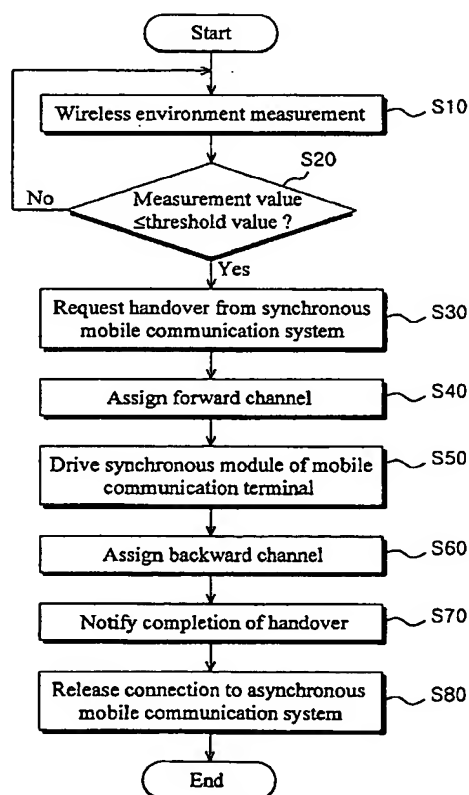 Start
Wireless environment measurement
S10
S20
Measurement value
≤threshold value ?
No
Yes
Request handover from synchronous
mobile communication system
S30
Assign forward channel
S40
Drive synchronous module of mobile
communication terminal
S50
Assign backward channel
S60
Notify completion of handover
S70
Release connection to asynchronous
mobile communication system
S80
End